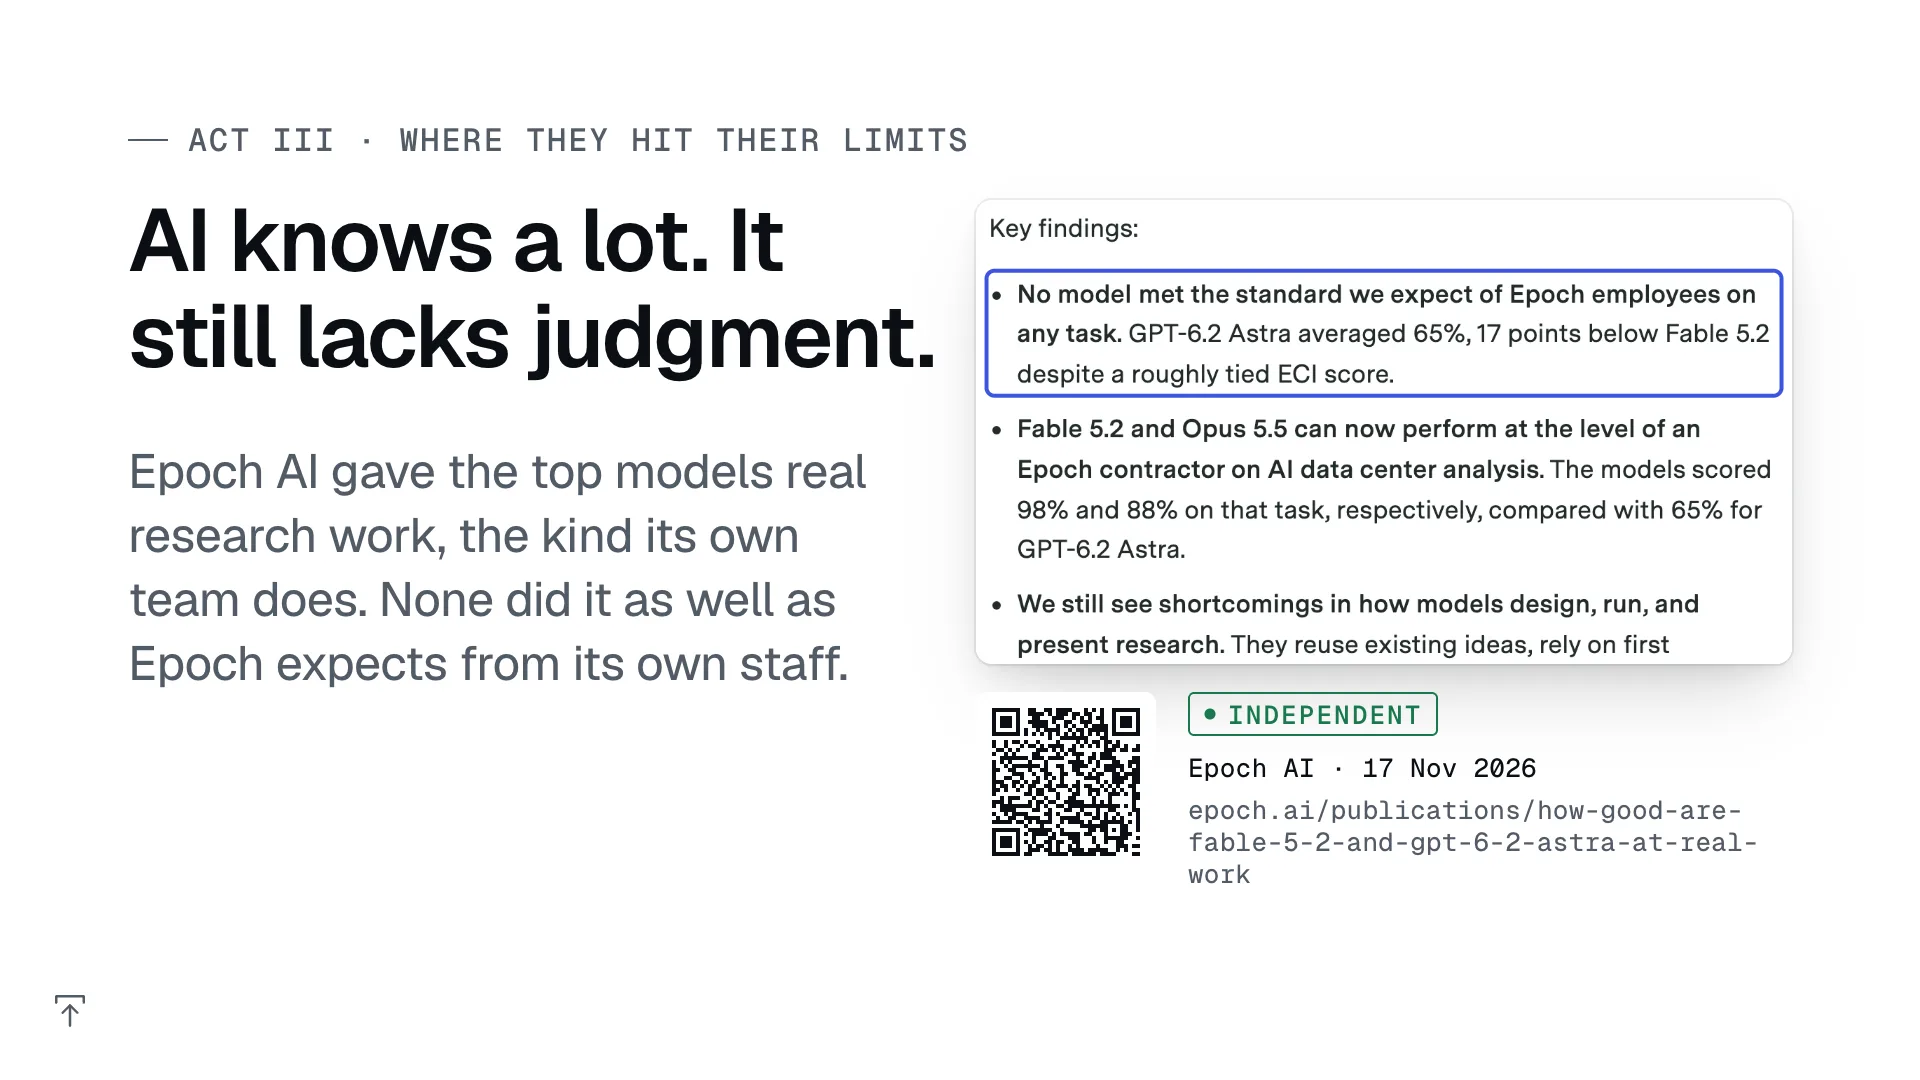 ACT III · WHERE THEY HIT THEIR LIMITS
AI knows a lot. It
still lacks judgment.
Epoch AI gave the top models real
research work, the kind its own
team does. None did it as well as
Epoch expects from its own staff.
Key findings:
• No model met the standard we expect of Epoch employees on
any task. GPT-6.2 Astra averaged 65%, 17 points below Fable 5.2
despite a roughly tied ECI score.
• Fable 5.2 and Opus 5.5 can now perform at the level of an
Epoch contractor on AI data center analysis. The models scored
98% and 88% on that task, respectively, compared with 65% for
GPT-6.2 Astra.
• We still see shortcomings in how models design, run, and
present research. They reuse existing ideas, rely on first
• INDEPENDENT
Epoch AI · 17 Nov 2026
epoch.ai/publications/how-good-are-
fable-5-2-and-gpt-6-2-astra-at-real-
work